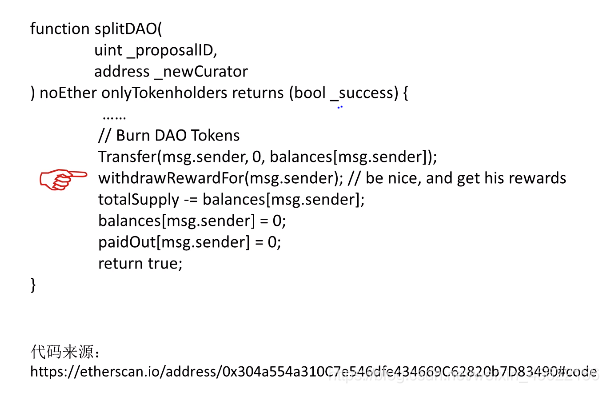 function splitDAO(
uint _proposalID,
address _newCurator
) noEther onlyTokenholders returns (bool _success) {
……
// Burn DAO Tokens
Transfer(msg.sender, 0, balances[msg.sender]);
withdrawRewardFor(msg.sender); // be nice, and get his rewards
totalSupply -= balances[msg.sender];
balances[msg.sender] = 0;
paidOut[msg.sender] = 0;
return true;
}
代码来源：
https://etherscan.io/address/0x304a554a310C7e546dfe434669C62820b7D83490#code